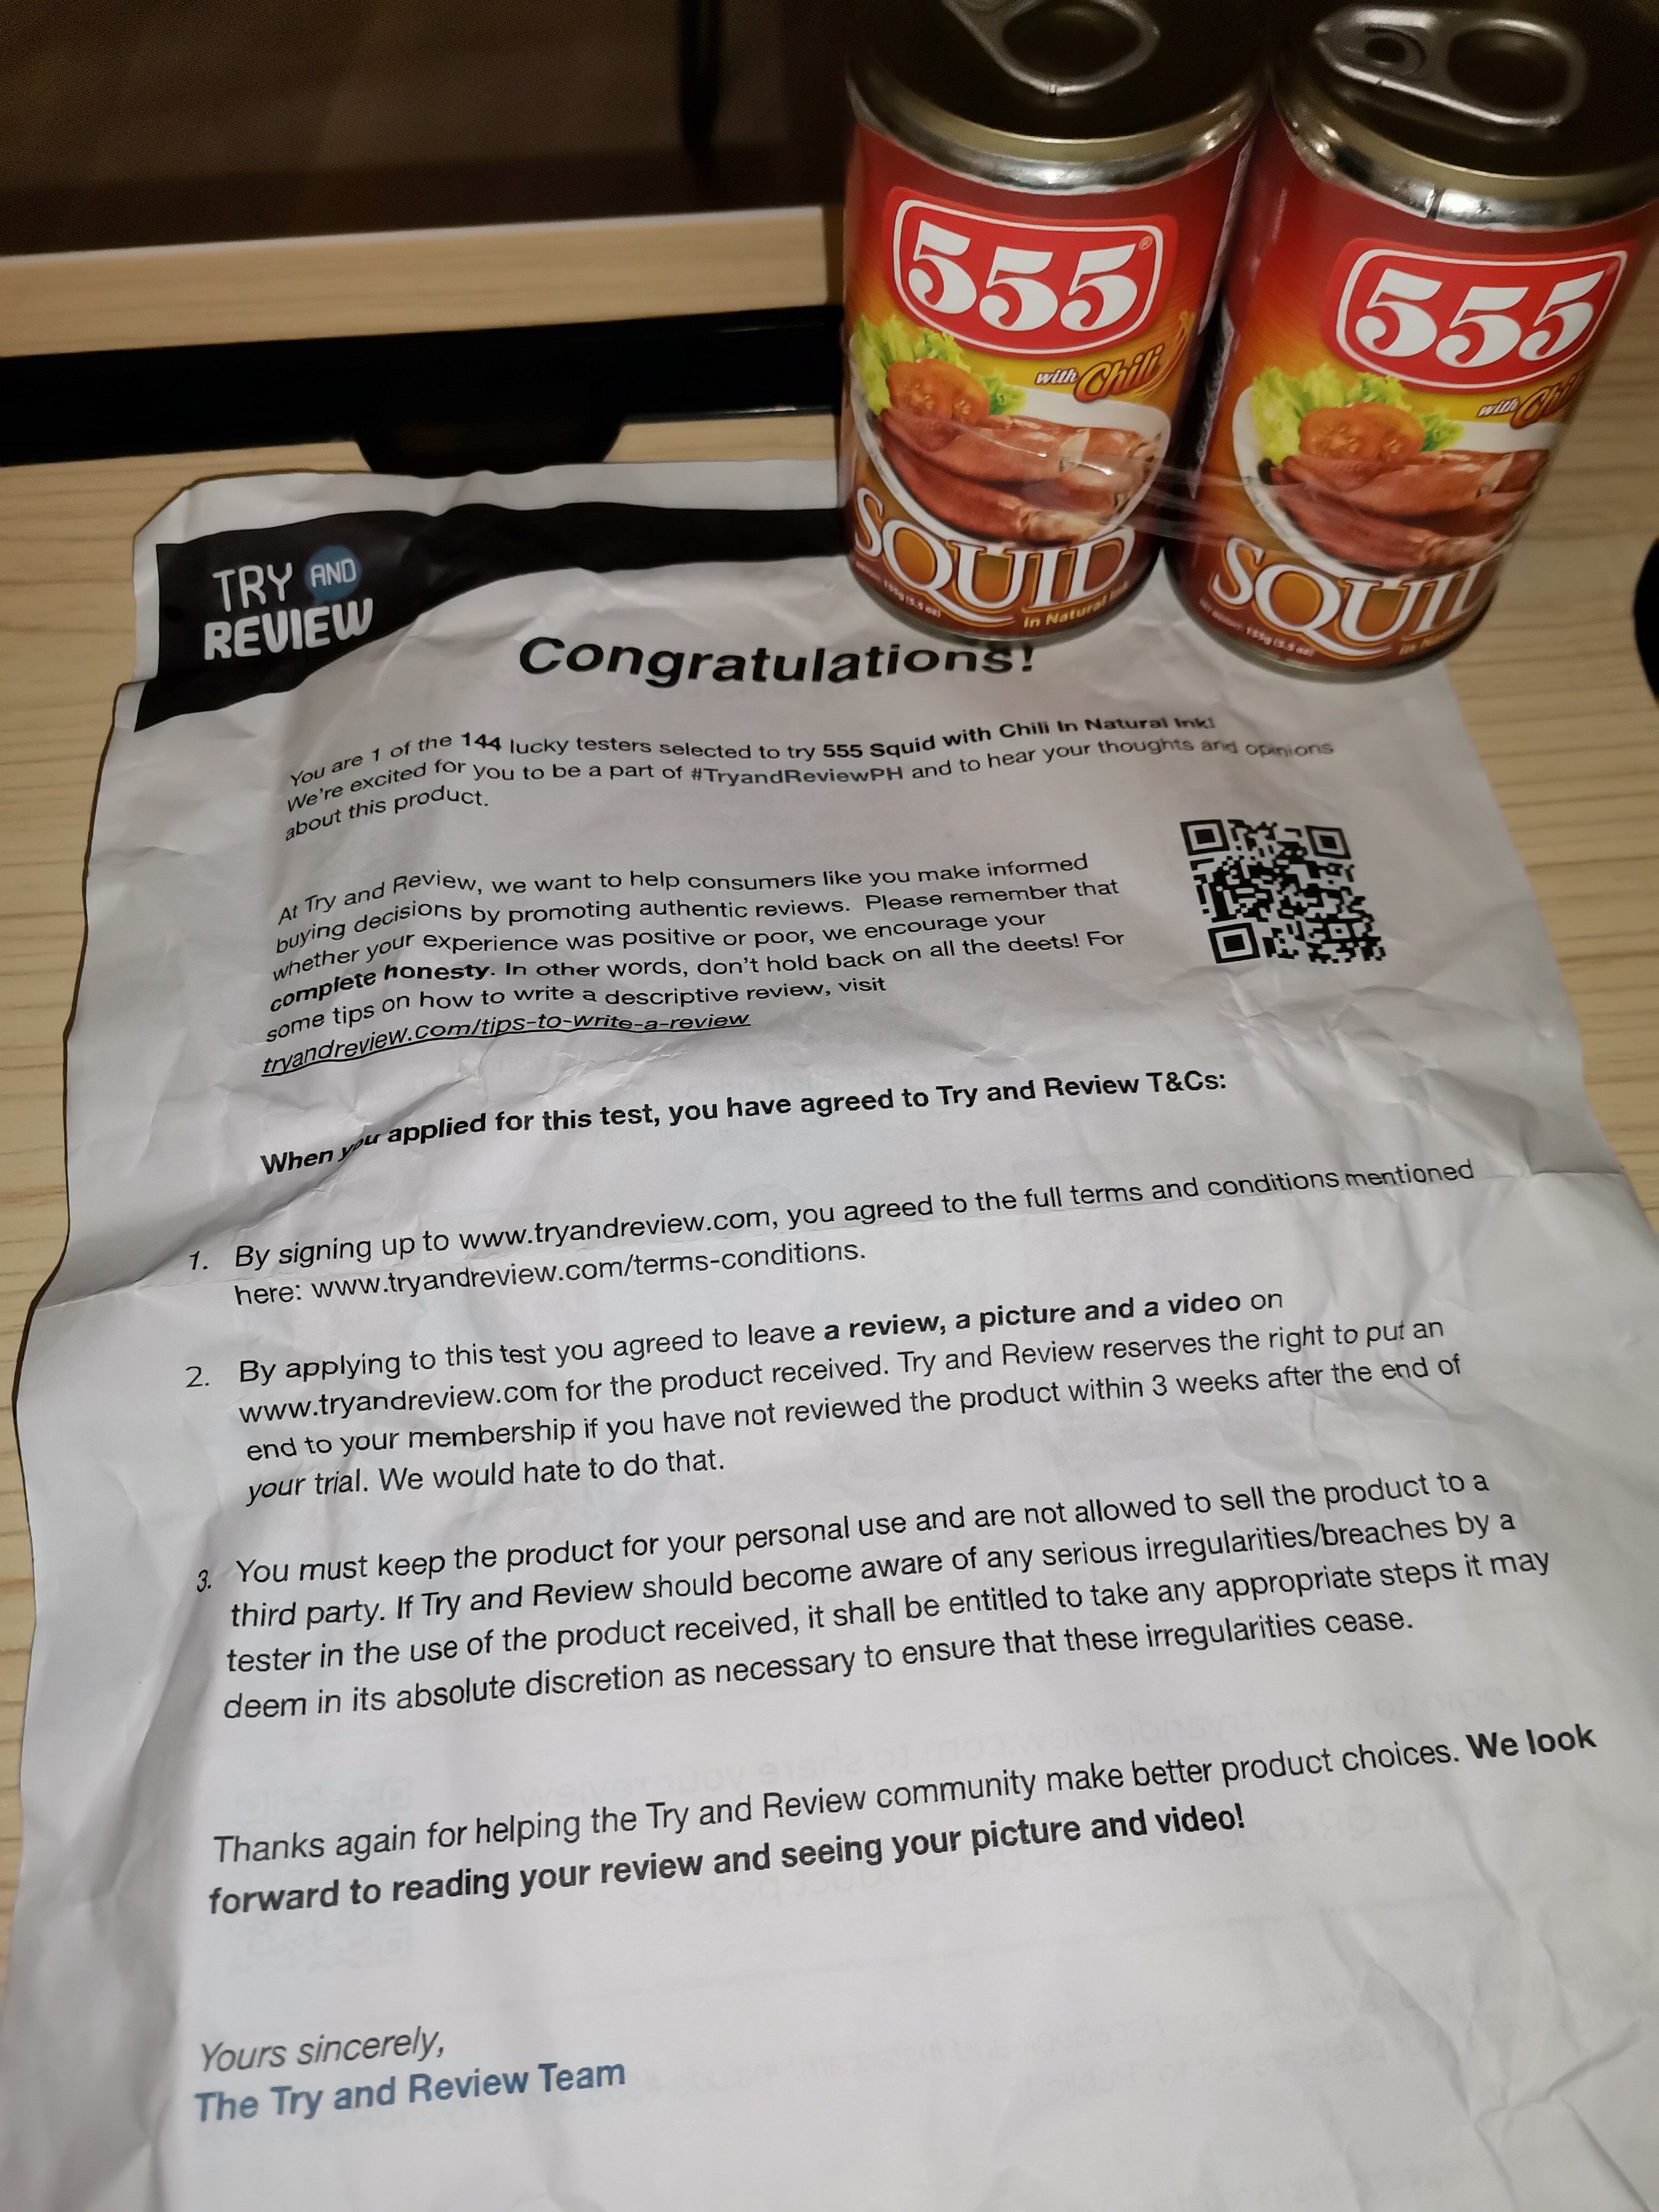 555®
with Chili
SQUID
in Natural
155g (5.5 oz)
555
with
SQUID
NET WEIGHT: 155g (5.5 oz)
TRY AND
REVIEW
Congratulations!
You are 1 of the 144 lucky testers selected to try 555 Squid with Chili In Natural Ink!
We're excited for you to be a part of #TryandReviewPH and to hear your thoughts and opinions
about this product.
At Try and Review, we want to help consumers like you make informed
buying decisions by promoting authentic reviews. Please remember that
whether your experience was positive or poor, we encourage your
complete honesty. In other words, don't hold back on all the deets! For
some tips on how to write a descriptive review, visit
tryandreview.com/tips-to-write-a-review
When you applied for this test, you have agreed to Try and Review T&Cs:
1. By signing up to www.tryandreview.com, you agreed to the full terms and conditions mentioned
here: www.tryandreview.com/terms-conditions.
2. By applying to this test you agreed to leave a review, a picture and a video on
www.tryandreview.com for the product received. Try and Review reserves the right to put an
end to your membership if you have not reviewed the product within 3 weeks after the end of
your trial. We would hate to do that.
3. You must keep the product for your personal use and are not allowed to sell the product to a
third party. If Try and Review should become aware of any serious irregularities/breaches by a
tester in the use of the product received, it shall be entitled to take any appropriate steps it may
deem in its absolute discretion as necessary to ensure that these irregularities cease.
Thanks again for helping the Try and Review community make better product choices. We look
forward to reading your review and seeing your picture and video!
Yours sincerely,
The Try and Review Team